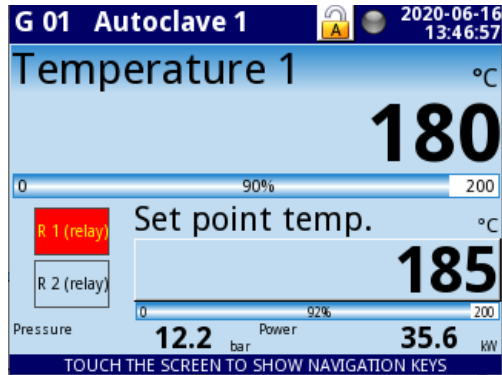 G 01 Autoclave 1 A 2020-06-16
13:46:57
Temperature 1 °C
180
0 90% 200
R 1 (relay)
Set point temp. °C
R 2 (relay)
185
0 92% 200
Pressure 12.2 bar Power 35.6 kW
TOUCH THE SCREEN TO SHOW NAVIGATION KEYS